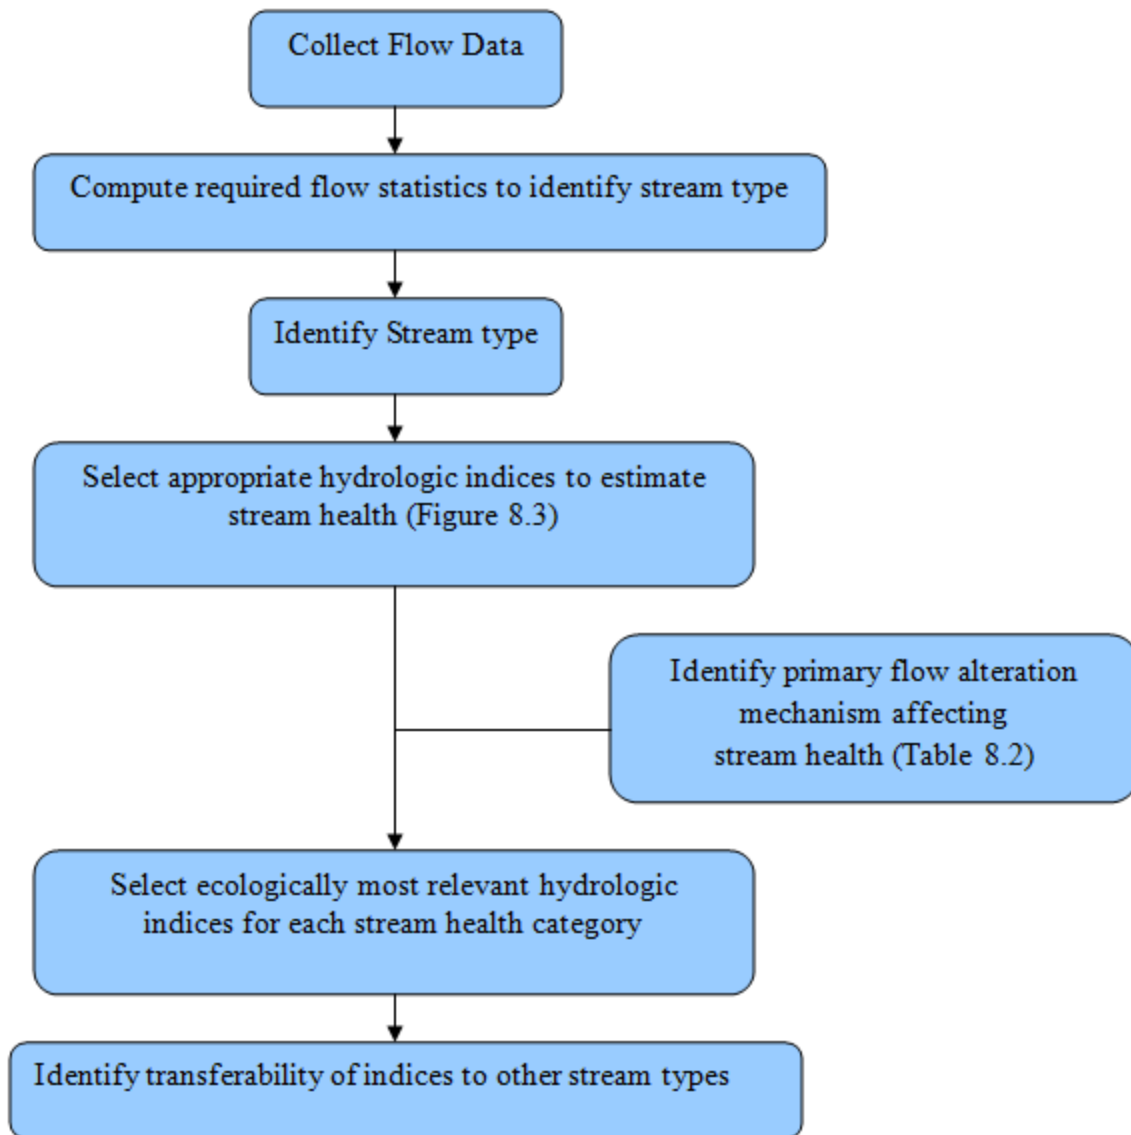 Collect Flow Data
Compute required flow statistics to identify stream type
Identify Stream type
Select appropriate hydrologic indices to estimate
stream health (Figure 8.3)
Identify primary flow alteration
mechanism affecting
stream health (Table 8.2)
Select ecologically most relevant hydrologic
indices for each stream health category
Identify transferability of indices to other stream types